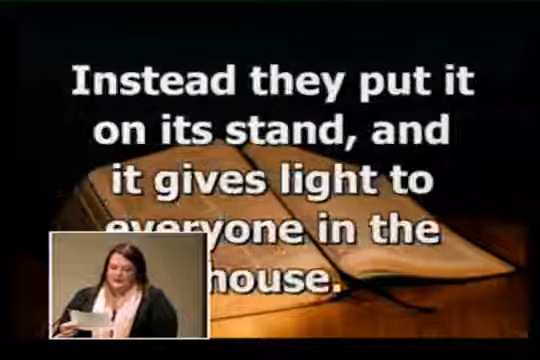 Instead they put it
on its stand, and
it gives light to
everyone in the
house.